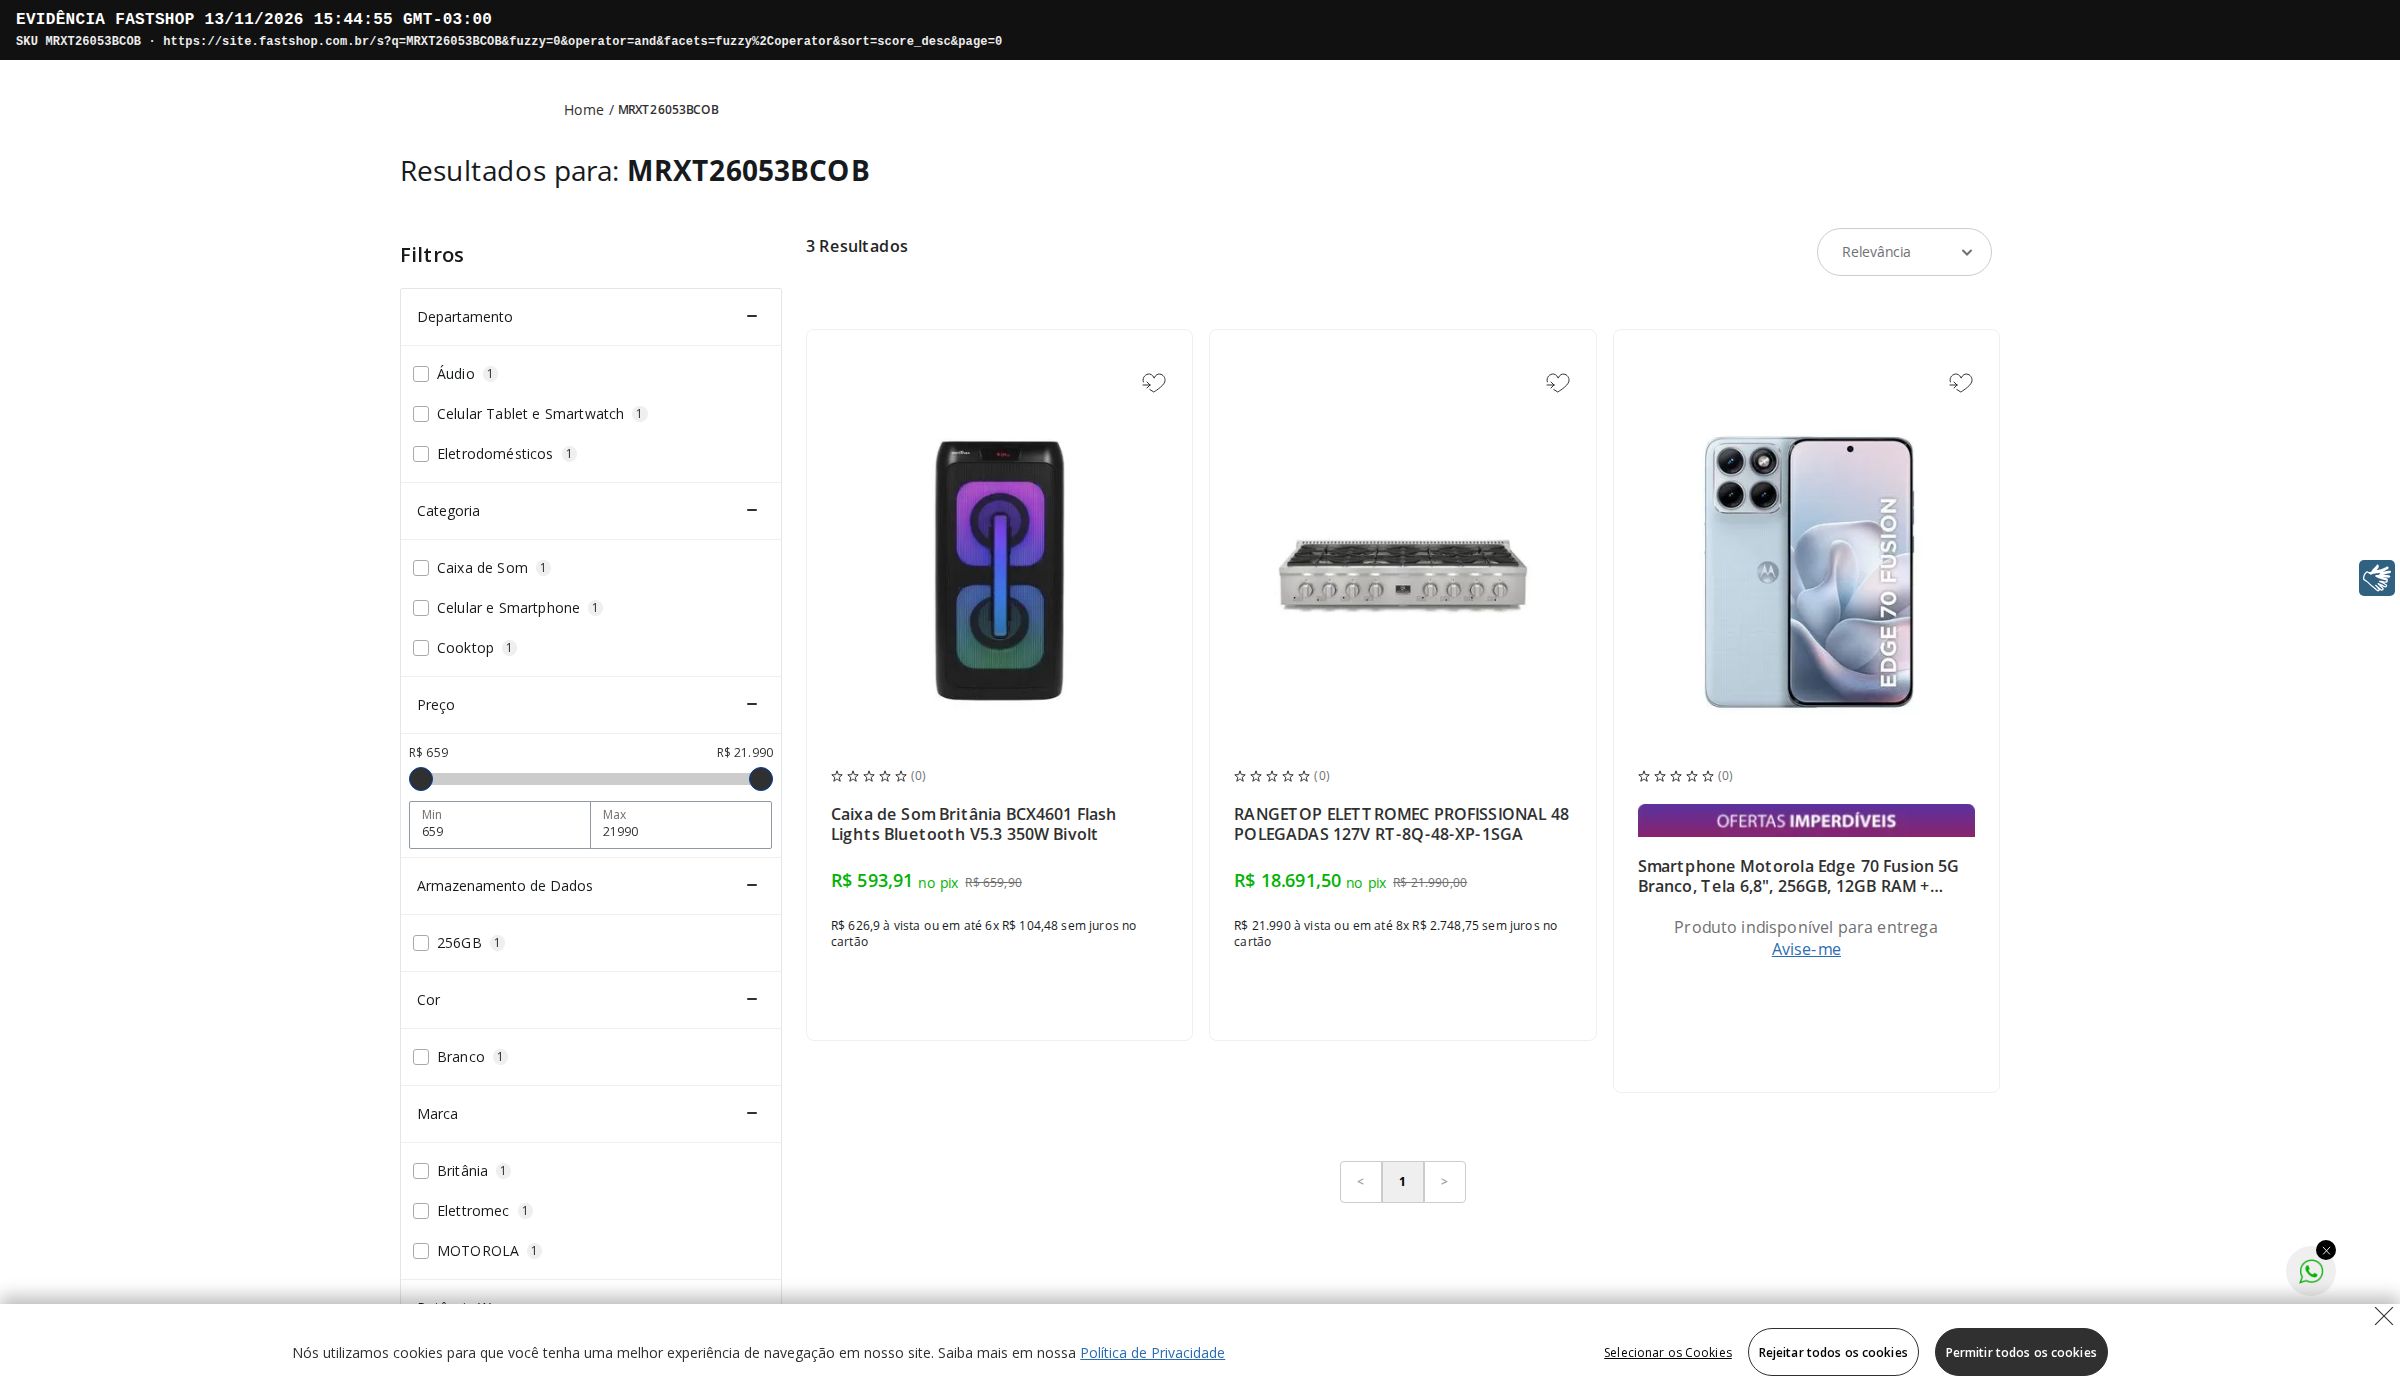 EVIDÊNCIA FASTSHOP 13/11/2026 15:44:55 GMT-03:00
SKU MRXT26053BCOB · https://site.fastshop.com.br/s?q=MRXT26053BCOB&fuzzy=0&operator=and&facets=fuzzy%2Coperator&sort=score_desc&page=0
Home / MRXT26053BCOB
Resultados para: MRXT26053BCOB
Filtros
3 Resultados
Relevância
Departamento
Áudio 1
Celular Tablet e Smartwatch 1
Eletrodomésticos 1
Categoria
Caixa de Som 1
Celular e Smartphone 1
Cooktop 1
Preço
R$ 659 R$ 21.990
Min
659
Max
21990
Armazenamento de Dados
256GB 1
Cor
Branco 1
Marca
Britânia 1
Elettromec 1
MOTOROLA 1
(0)
Caixa de Som Britânia BCX4601 Flash
Lights Bluetooth V5.3 350W Bivolt
R$ 593,91 no pix R$ 659,90
R$ 626,9 à vista ou em até 6x R$ 104,48 sem juros no
cartão
(0)
RANGETOP ELETTROMEC PROFISSIONAL 48
POLEGADAS 127V RT-8Q-48-XP-1SGA
R$ 18.691,50 no pix R$ 21.990,00
R$ 21.990 à vista ou em até 8x R$ 2.748,75 sem juros no
cartão
EDGE 70 FUSION
(0)
OFERTAS IMPERDÍVEIS
Smartphone Motorola Edge 70 Fusion 5G
Branco, Tela 6,8", 256GB, 12GB RAM +...
Produto indisponível para entrega
Avise-me
< 1 >
Nós utilizamos cookies para que você tenha uma melhor experiência de navegação em nosso site. Saiba mais em nossa Política de Privacidade
Selecionar os Cookies
Rejeitar todos os cookies
Permitir todos os cookies